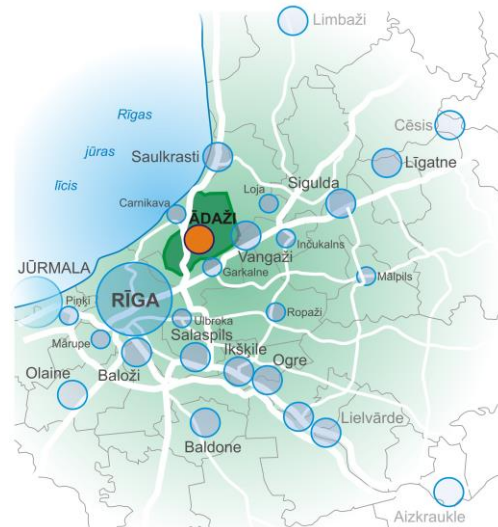 Limbaži
Rīgas
jūras
līcis
Cēsis
Saulkrasti
Līgatne
Loja
Sigulda
Carnikava
ĀDAŽI
Vangaži
Inčukalns
Garkalne
JŪRMALA
Mālpils
Piņķi
RĪGA
Ropaži
Ulbroka
Mārupe
Salaspils
Ikšķile
Ogre
Olaine
Baloži
Lielvārde
Baldone
Aizkraukle